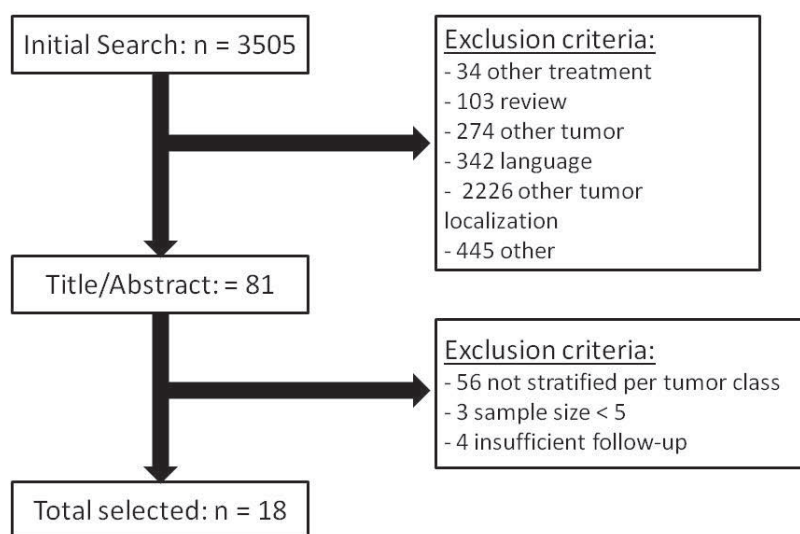 Initial Search: n = 3505
Exclusion criteria:
- 34 other treatment
- 103 review
- 274 other tumor
- 342 language
- 2226 other tumor
localization
- 445 other
Title/Abstract: = 81
Exclusion criteria:
- 56 not stratified per tumor class
- 3 sample size < 5
- 4 insufficient follow-up
Total selected: n = 18